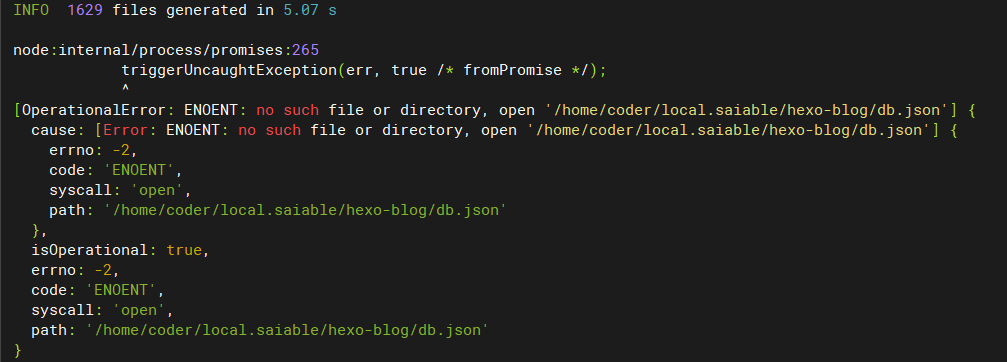 INFO  1629 files generated in 5.07 s

node:internal/process/promises:265
            triggerUncaughtException(err, true /* fromPromise */);
            ^
[OperationalError: ENOENT: no such file or directory, open '/home/coder/local.saiable/hexo-blog/db.json'] {
  cause: [Error: ENOENT: no such file or directory, open '/home/coder/local.saiable/hexo-blog/db.json'] {
    errno: -2,
    code: 'ENOENT',
    syscall: 'open',
    path: '/home/coder/local.saiable/hexo-blog/db.json'
  },
  isOperational: true,
  errno: -2,
  code: 'ENOENT',
  syscall: 'open',
  path: '/home/coder/local.saiable/hexo-blog/db.json'
}